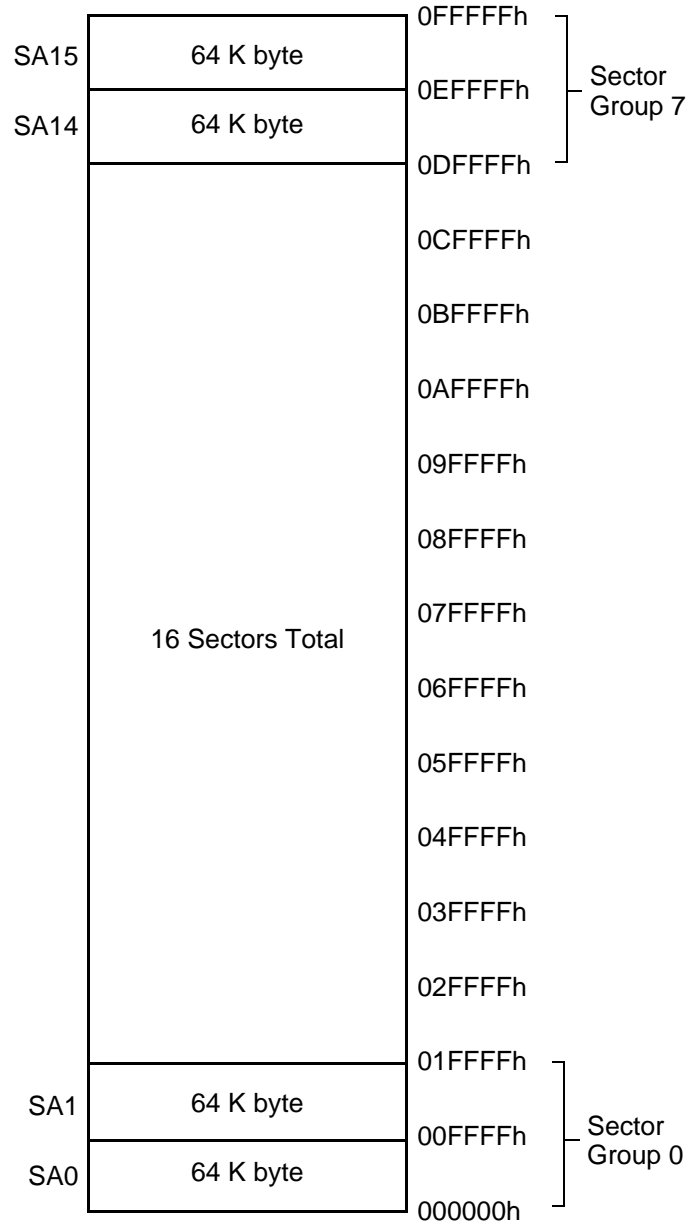 0FFFFFh
SA15 64 K byte
0EFFFFh
Sector
Group 7
SA14 64 K byte
0DFFFFh
0CFFFFh
0BFFFFh
0AFFFFh
09FFFFh
08FFFFh
07FFFFh
16 Sectors Total
06FFFFh
05FFFFh
04FFFFh
03FFFFh
02FFFFh
01FFFFh
SA1 64 K byte
00FFFFh
Sector
Group 0
SA0 64 K byte
000000h